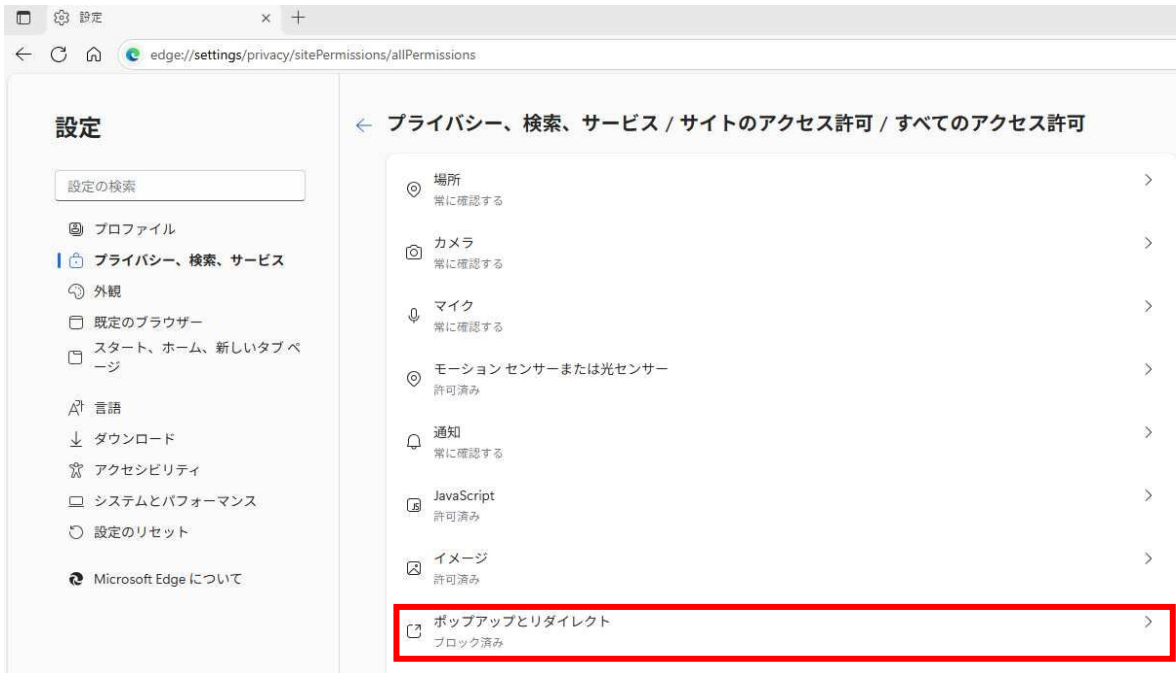 設定
edge://settings/privacy/sitePermissions/allPermissions
設定
設定の検索
プロファイル
プライバシー、検索、サービス
外観
既定のブラウザー
スタート、ホーム、新しいタブ ペ
ージ
言語
ダウンロード
アクセシビリティ
システムとパフォーマンス
設定のリセット
Microsoft Edge について
プライバシー、検索、サービス / サイトのアクセス許可 / すべてのアクセス許可
場所
常に確認する
カメラ
常に確認する
マイク
常に確認する
モーション センサーまたは光センサー
許可済み
通知
常に確認する
JavaScript
許可済み
イメージ
許可済み
ポップアップとリダイレクト
ブロック済み